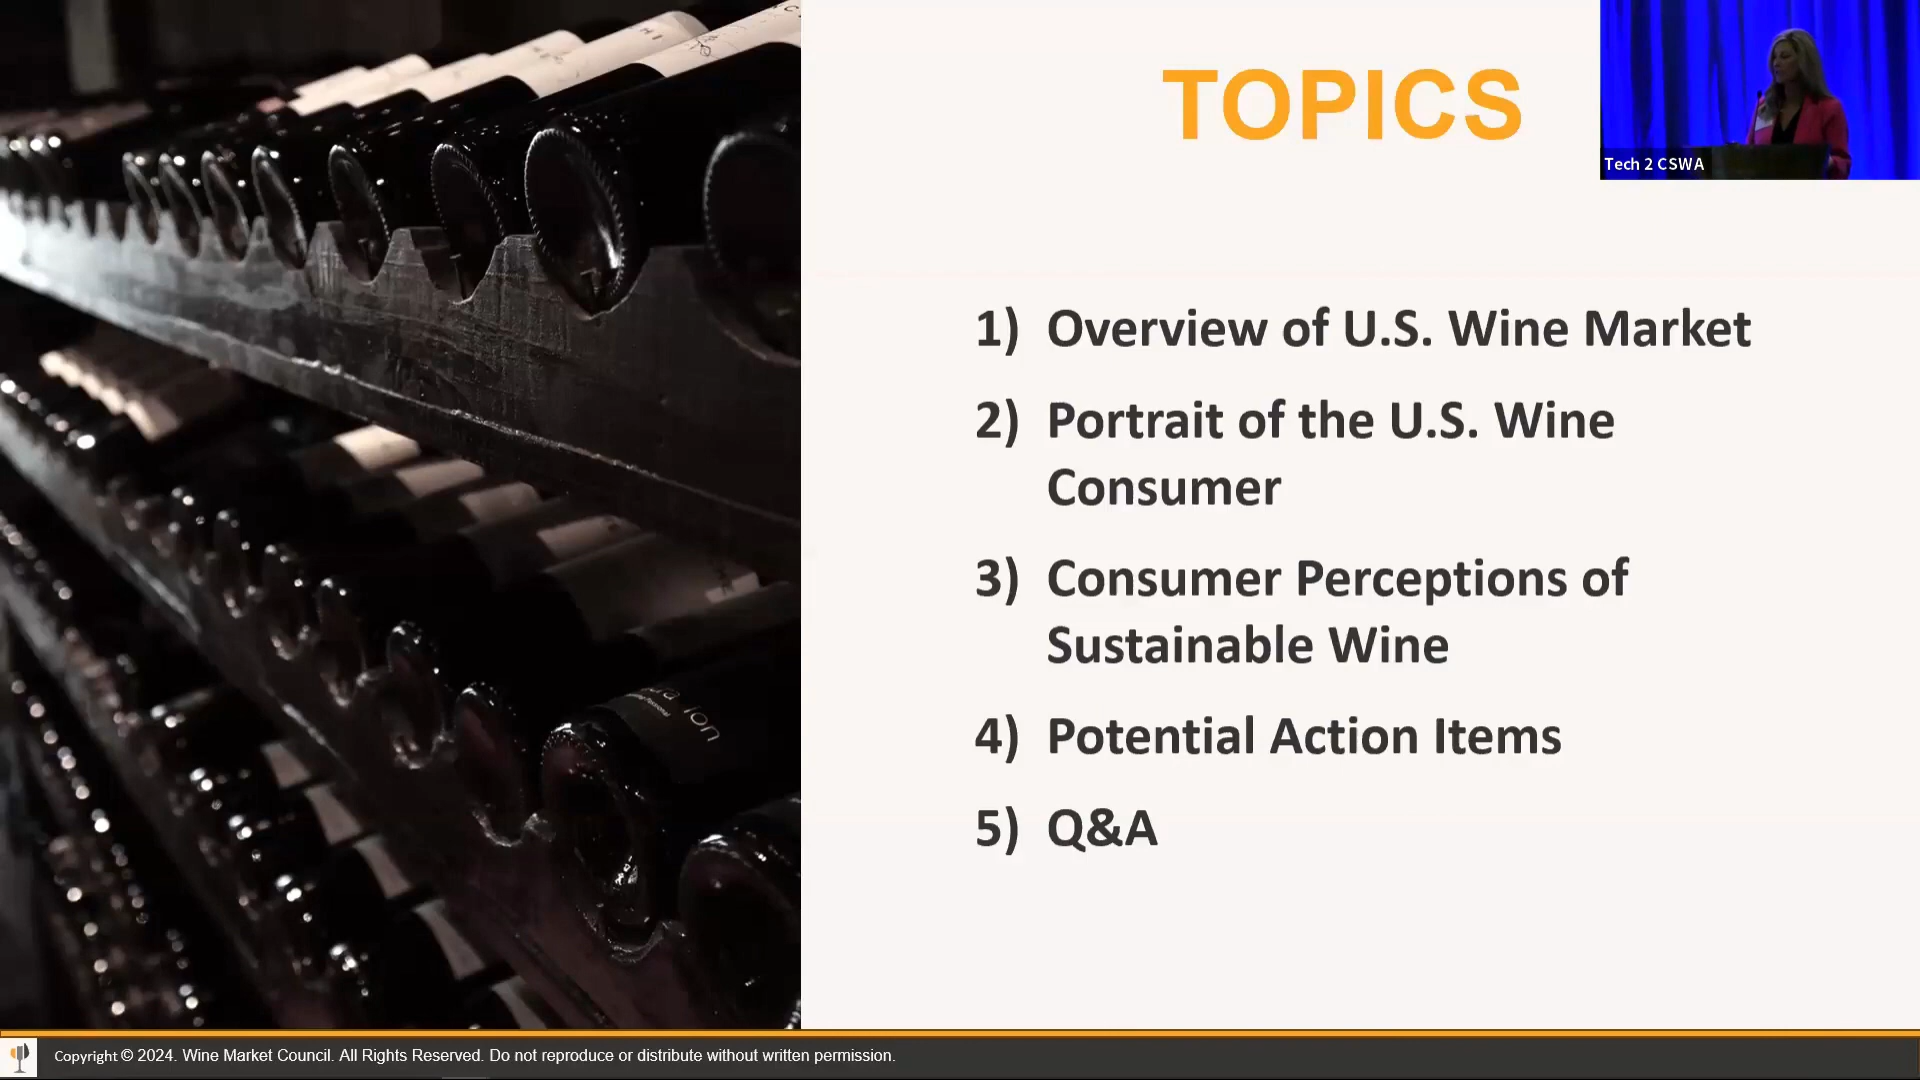 TOPICS
Tech 2 CSWA
1) Overview of U.S. Wine Market
2) Portrait of the U.S. Wine
Consumer
3) Consumer Perceptions of
Sustainable Wine
4) Potential Action Items
5) Q&A
Copyright © 2024. Wine Market Council. All Rights Reserved. Do not reproduce or distribute without written permission.